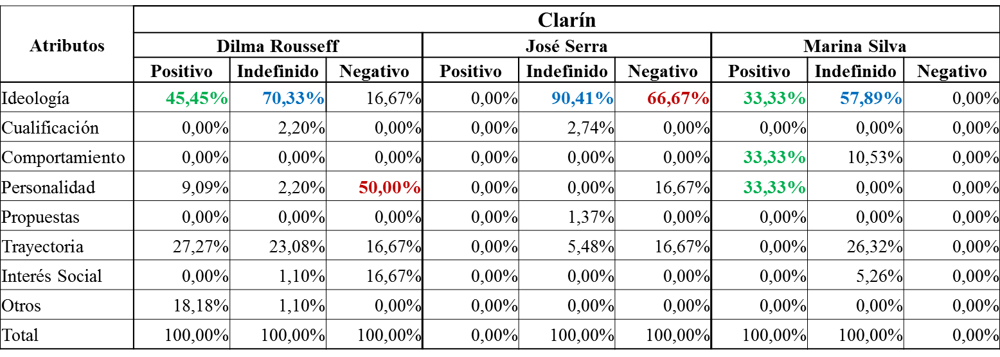 Clarín
Atributos
Dilma Rousseff José Serra Marina Silva
Positivo Indefinido Negativo Positivo Indefinido Negativo Positivo Indefinido Negativo
Ideología 45,45% 70,33% 16,67% 0,00% 90,41% 66,67% 33,33% 57,89% 0,00%
Cualificación 0,00% 2,20% 0,00% 0,00% 2,74% 0,00% 0,00% 0,00% 0,00%
Comportamiento 0,00% 0,00% 0,00% 0,00% 0,00% 0,00% 33,33% 10,53% 0,00%
Personalidad 9,09% 2,20% 50,00% 0,00% 0,00% 16,67% 33,33% 0,00% 0,00%
Propuestas 0,00% 0,00% 0,00% 0,00% 1,37% 0,00% 0,00% 0,00% 0,00%
Trayectoria 27,27% 23,08% 16,67% 0,00% 5,48% 16,67% 0,00% 26,32% 0,00%
Interés Social 0,00% 1,10% 16,67% 0,00% 0,00% 0,00% 0,00% 5,26% 0,00%
Otros 18,18% 1,10% 0,00% 0,00% 0,00% 0,00% 0,00% 0,00% 0,00%
Total 100,00% 100,00% 100,00% 0,00% 100,00% 100,00% 100,00% 100,00% 0,00%